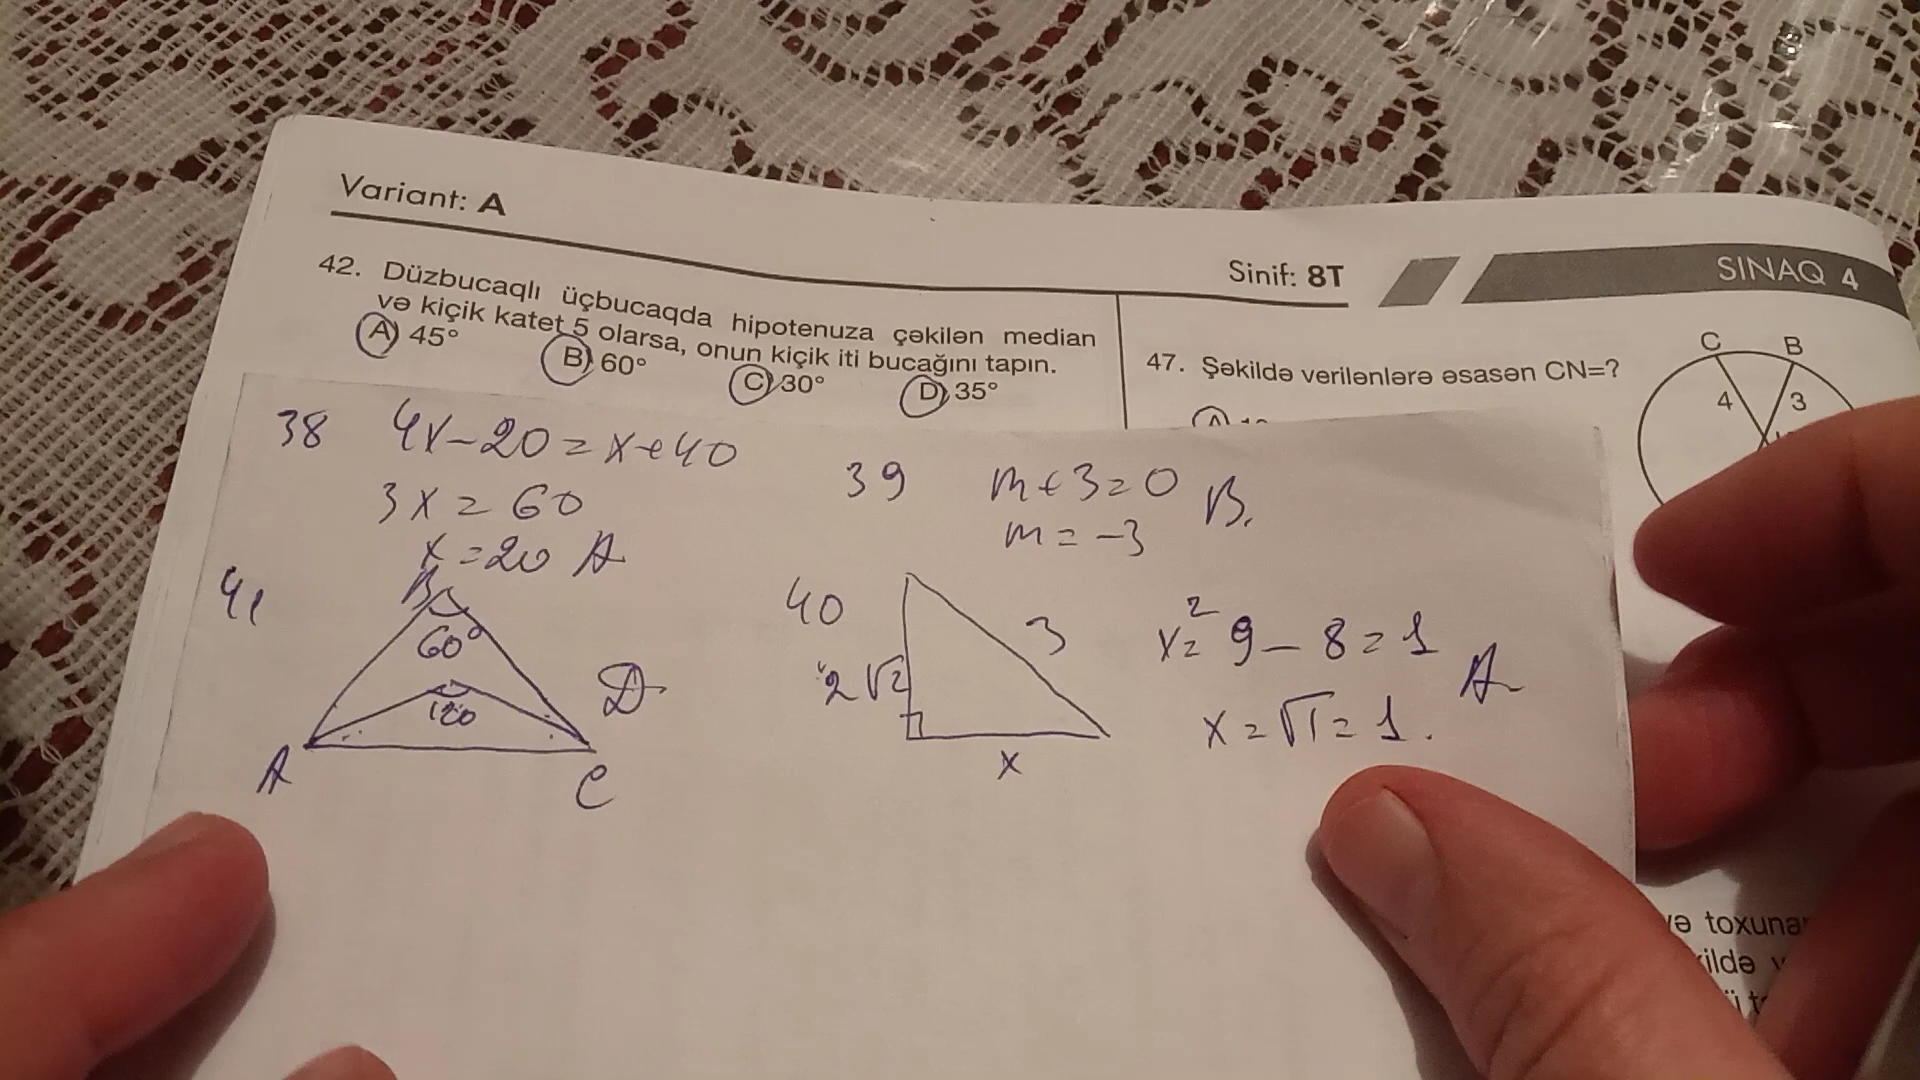 Variant: A
Sinif: 8T
SINAQ 4
42. Düzbucaqlı üçbucaqda hipotenuza çəkilən median
və kiçik katet 5 olarsa, onun kiçik iti bucağını tapın.
A) 45° B) 60° C) 30° D) 35°
47. Şəkildə verilənlərə əsasən CN=?
A)
C B
4 3
38 4x-20=x+40
3x=60
x=20 A
39 m+3=0 B.
m=-3
41
B
60°
120
A C
D
40
2√2
3
x
x²=9-8=1
x=√1=1. A
və toxuna